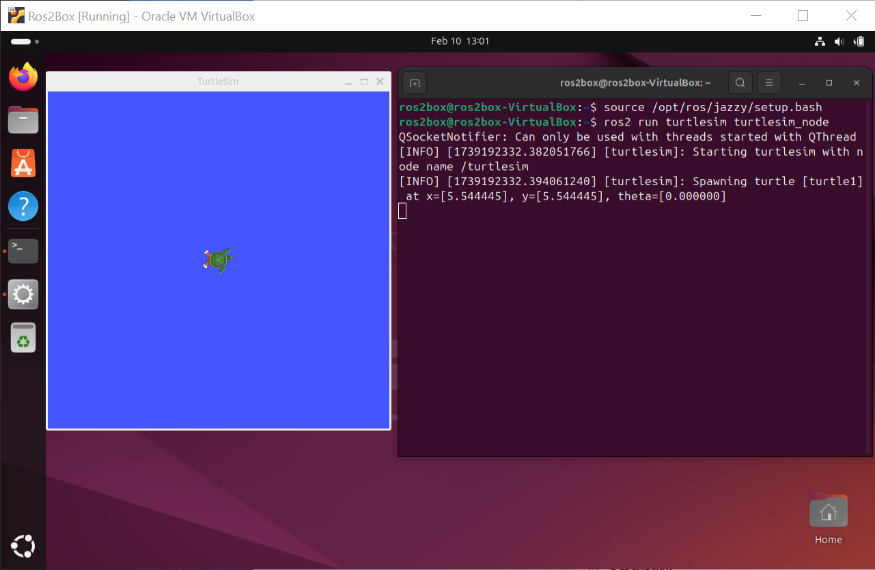 Ros2Box [Running] - Oracle VM VirtualBox
Feb 10 13:01
TurtleSim
ros2box@ros2box-VirtualBox: ~
ros2box@ros2box-VirtualBox:~$ source /opt/ros/jazzy/setup.bash
ros2box@ros2box-VirtualBox:~$ ros2 run turtlesim turtlesim_node
QSocketNotifier: Can only be used with threads started with QThread
[INFO] [1739192332.382051766] [turtlesim]: Starting turtlesim with n
ode name /turtlesim
[INFO] [1739192332.394061240] [turtlesim]: Spawning turtle [turtle1]
at x=[5.544445], y=[5.544445], theta=[0.000000]
Home